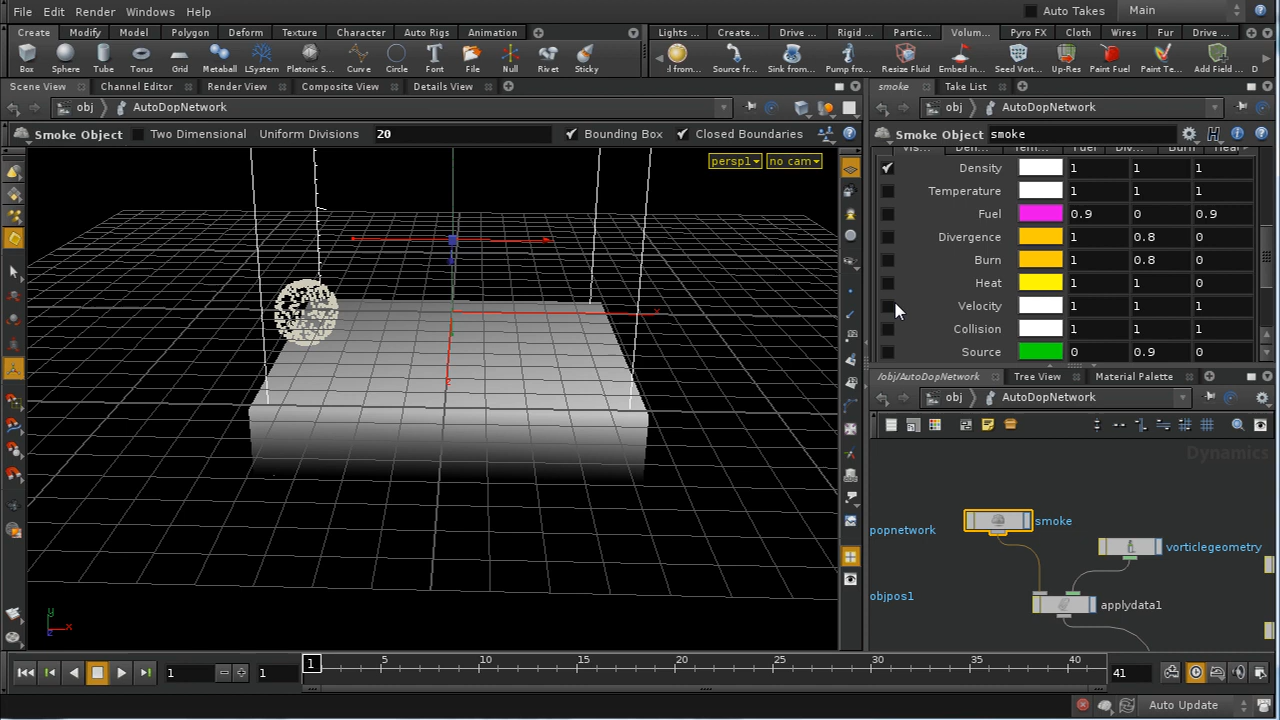 File Edit Render Windows Help Auto Takes Main
Create Modify Model Polygon Deform Texture Character Auto Rigs Animation
Lights ... Create... Drive ... Rigid ... Partic... Volum... Pyro FX Cloth Wires Fur Drive ...
Box Sphere Tube Torus Grid Metaball LSystem Platonic S... Curve Circle Font File Null Rivet Sticky
Source fr... Sink from... Pump fro... Resize Fluid Embed in... Seed Vort... Up-Res Paint Fuel Paint Te... Add Field ... D
Scene View Channel Editor Render View Composite View Details View
smoke Take List
obj AutoDopNetwork
obj AutoDopNetwork
Smoke Object Two Dimensional Uniform Divisions 20 Bounding Box Closed Boundaries
Smoke Object smoke
persp1 no cam
Density 1 1 1
Temperature 1 1 1
Fuel 0.9 0 0.9
Divergence 1 0.8 0
Burn 1 0.8 0
Heat 1 1 0
Velocity 1 1 1
Collision 1 1 1
Source 0 0.9 0
/obj/AutoDopNetwork Tree View Material Palette
obj AutoDopNetwork
Dynamics
popnetwork
smoke
vorticlegeometry
objpos1
applydata1
y
x
z
x
z
1 1 1 5 10 15 20 25 30 35 40 41
Auto Update